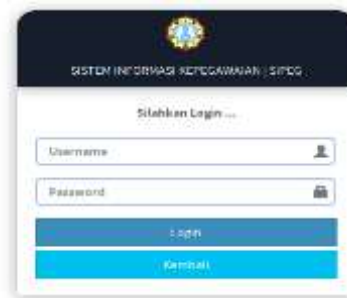 SISTEM INFORMASI KEPEGAWAIAN | SIPEG
Silahkan Login ...
Username
Password
Login
Kembali